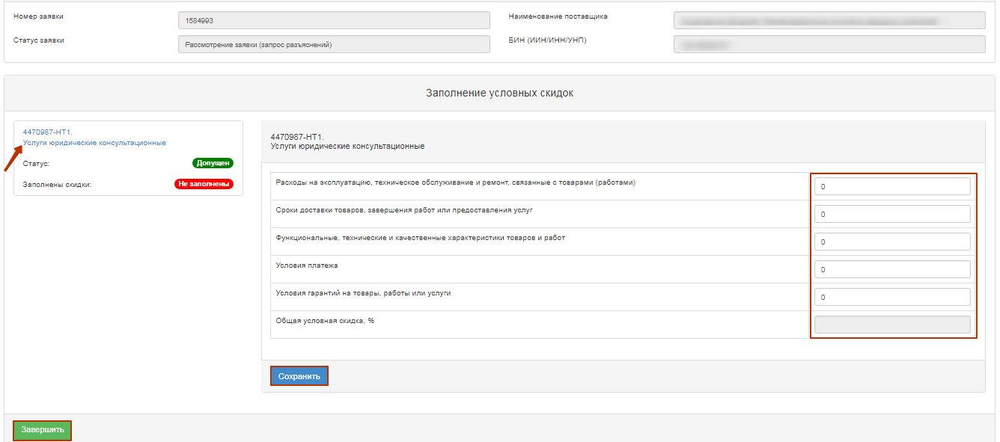 Номер заявки
1584993
Наименование поставщика
Статус заявки
Рассмотрение заявки (запрос разъяснений)
БИН (ИИН/ИНН/УНП)
Заполнение условных скидок
4470987-НТ1.
Услуги юридические консультационные
Статус:
Допущен
Заполнены скидки:
Не заполнены
4470987-НТ1.
Услуги юридические консультационные
Расходы на эксплуатацию, техническое обслуживание и ремонт, связанные с товарами (работами)
0
Сроки доставки товаров, завершения работ или предоставления услуг
0
Функциональные, технические и качественные характеристики товаров и работ
0
Условия платежа
0
Условия гарантий на товары, работы или услуги
0
Общая условная скидка, %
Сохранить
Завершить